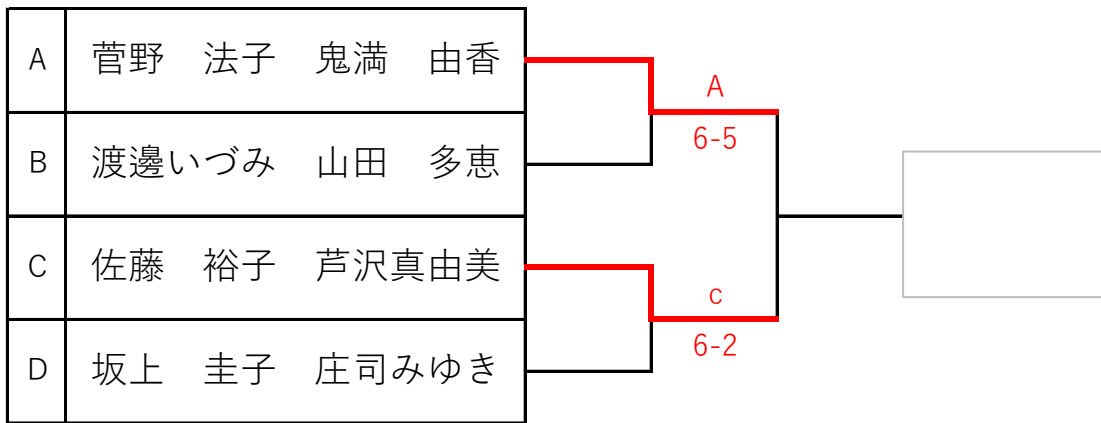 A 菅野　法子　鬼満　由香
A
6-5
B 渡邊いづみ　山田　多恵
C 佐藤　裕子　芦沢真由美
c
6-2
D 坂上　圭子　庄司みゆき